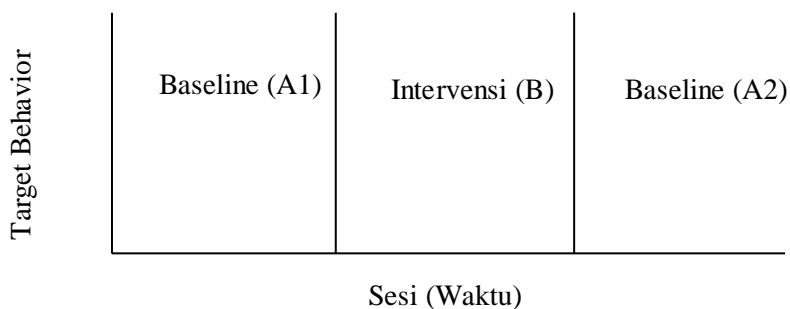 Target Behavior
Baseline (A1)
Intervensi (B)
Baseline (A2)
Sesi (Waktu)